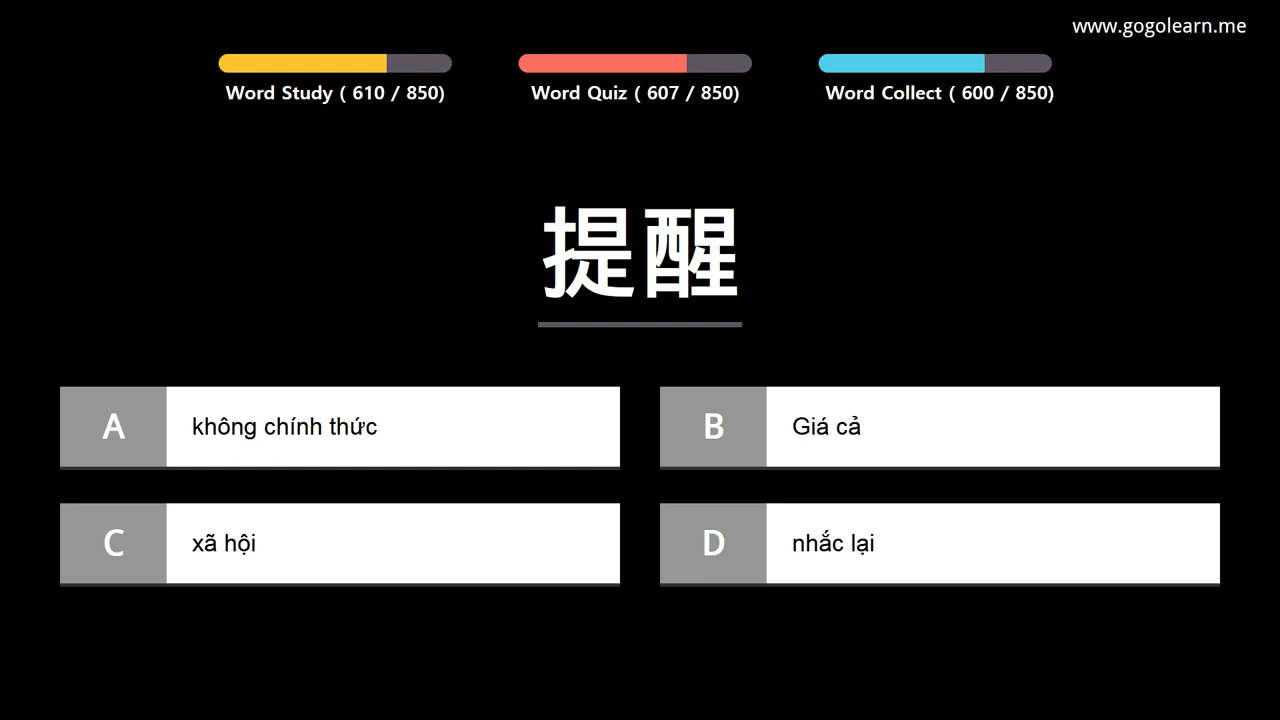 www.gogolearn.me
Word Study ( 610 / 850)
Word Quiz ( 607 / 850)
Word Collect ( 600 / 850)
提醒
A không chính thức
B Giá cả
C xã hội
D nhắc lại